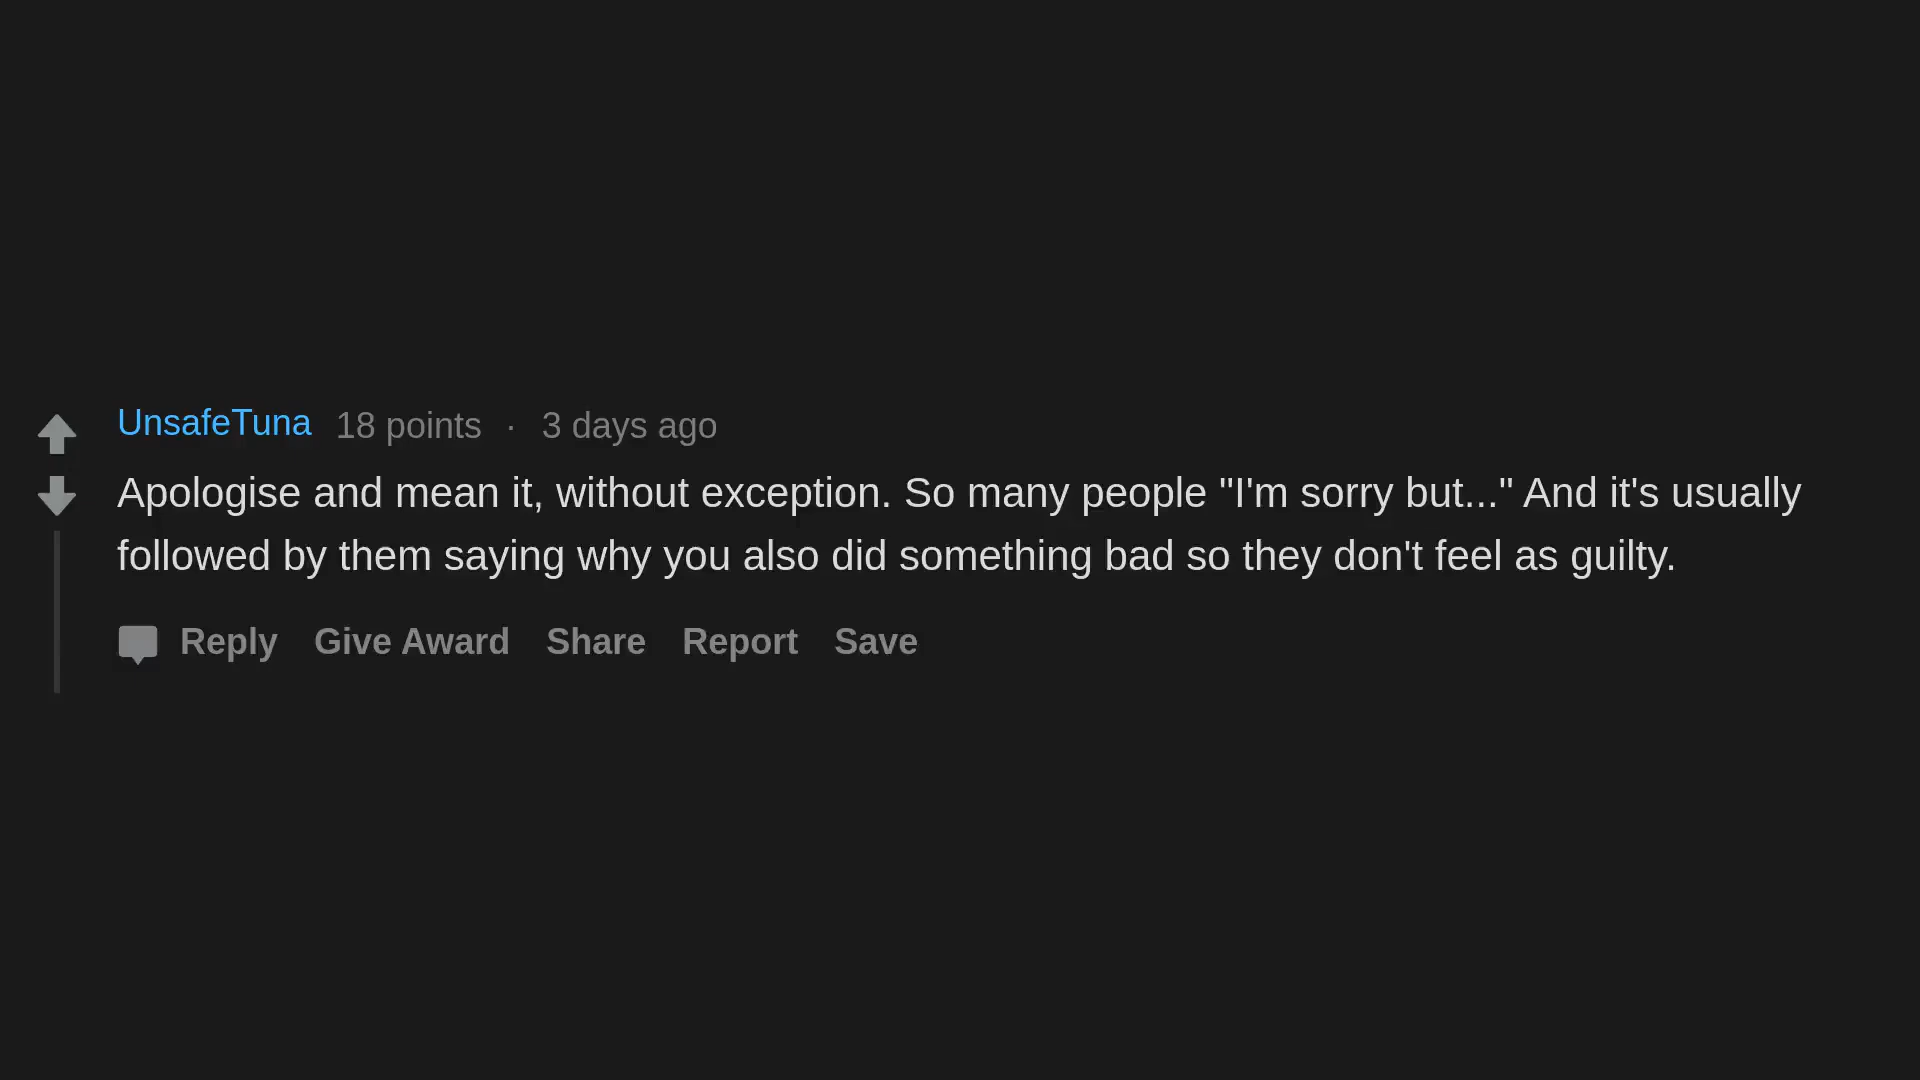 UnsafeTuna 18 points · 3 days ago
Apologise and mean it, without exception. So many people "I'm sorry but..." And it's usually
followed by them saying why you also did something bad so they don't feel as guilty.
Reply Give Award Share Report Save